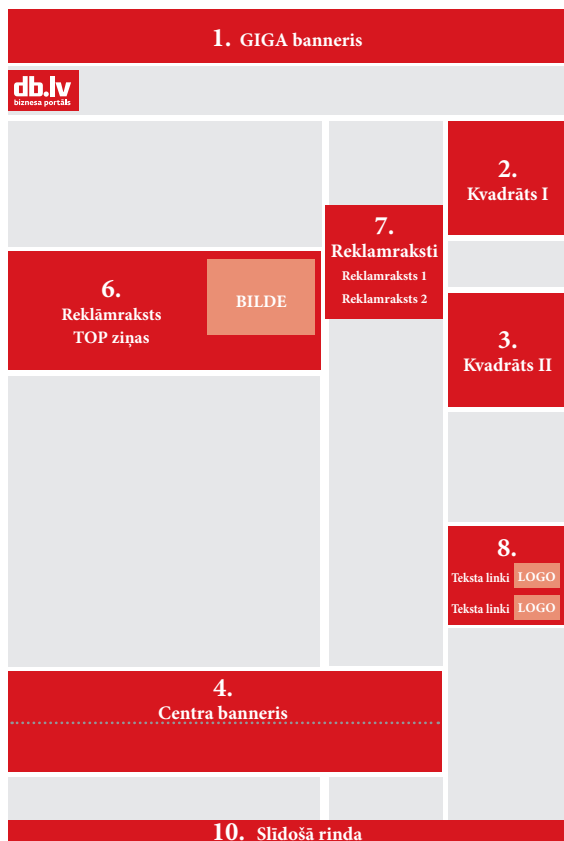 1. GIGA banneris
db.lv
biznesa portāls
2.
Kvadrāts I
7.
Reklamraksti
Reklamraksts 1
Reklamraksts 2
6.
Reklāmraksts
TOP ziņas
BILDE
3.
Kvadrāts II
8.
Teksta linki LOGO
Teksta linki LOGO
4.
Centra banneris
10. Slīdošā rinda